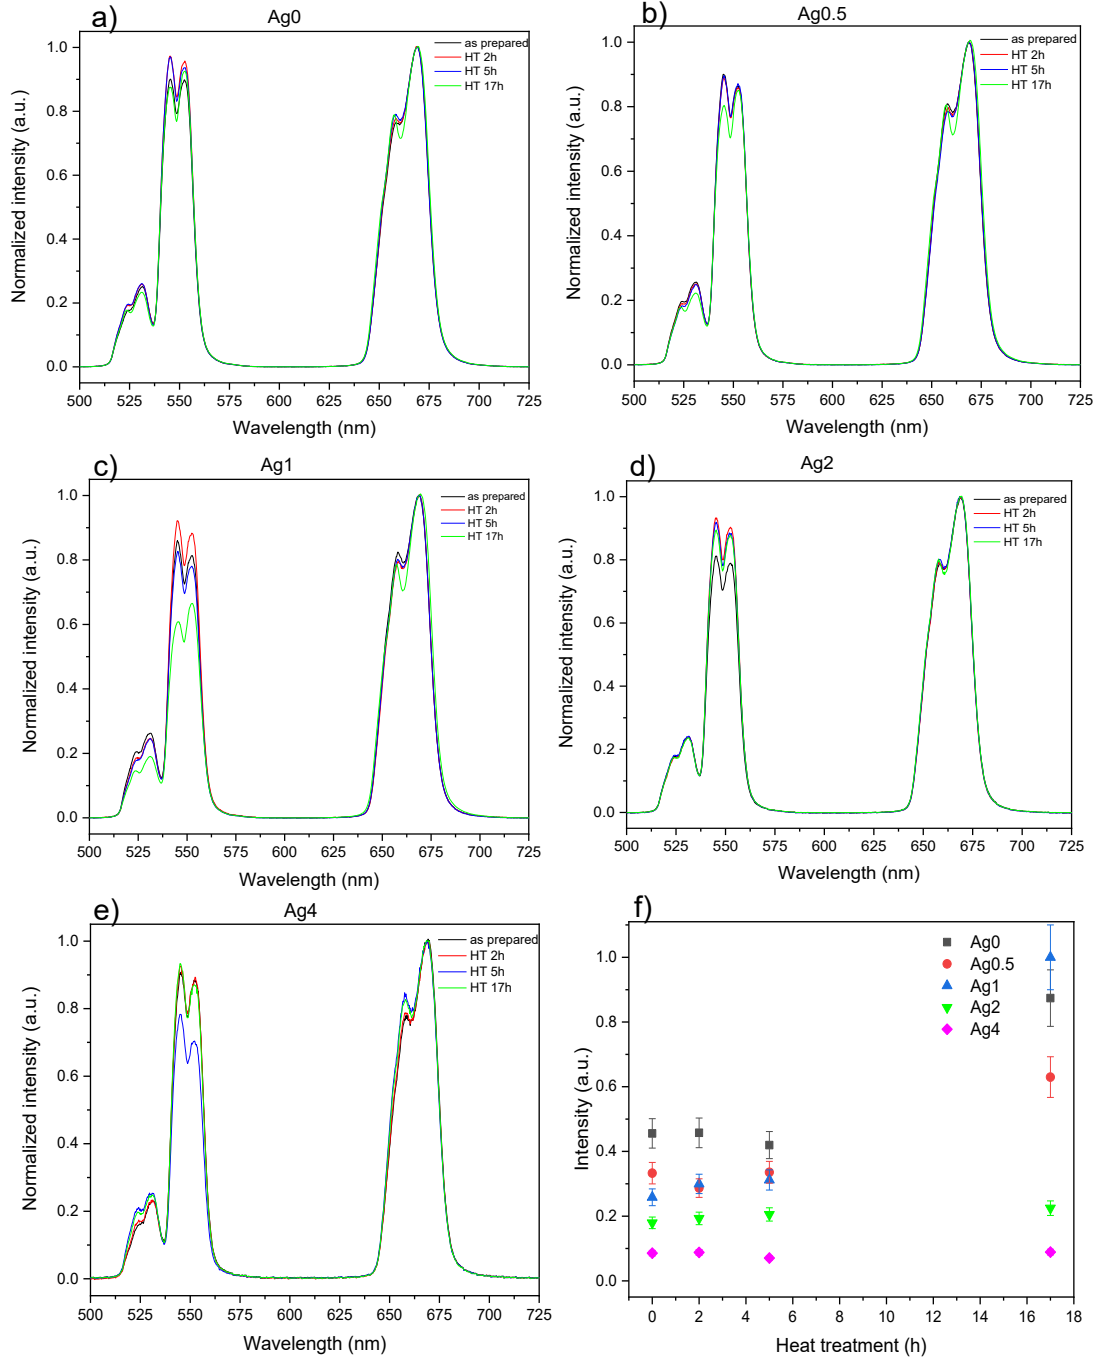 a)
Ag0
as prepared
HT 2h
HT 5h
HT 17h
1.0
0.8
0.6
0.4
0.2
0.0
Normalized intensity (a.u.)
500 525 550 575 600 625 650 675 700 725
Wavelength (nm)
b)
Ag0.5
as prepared
HT 2h
HT 5h
HT 17h
1.0
0.8
0.6
0.4
0.2
0.0
Normalized intensity (a.u.)
500 525 550 575 600 625 650 675 700 725
Wavelength (nm)
c)
Ag1
as prepared
HT 2h
HT 5h
HT 17h
1.0
0.8
0.6
0.4
0.2
0.0
Normalized intensity (a.u.)
500 525 550 575 600 625 650 675 700 725
Wavelength (nm)
d)
Ag2
as prepared
HT 2h
HT 5h
HT 17h
1.0
0.8
0.6
0.4
0.2
0.0
Normalized intensity (a.u.)
500 525 550 575 600 625 650 675 700 725
Wavelength (nm)
e)
Ag4
as prepared
HT 2h
HT 5h
HT 17h
1.0
0.8
0.6
0.4
0.2
0.0
Normalized intensity (a.u.)
500 525 550 575 600 625 650 675 700 725
Wavelength (nm)
f)
Ag0
Ag0.5
Ag1
Ag2
Ag4
1.0
0.8
0.6
0.4
0.2
0.0
Intensity (a.u.)
0 2 4 6 8 10 12 14 16 18
Heat treatment (h)